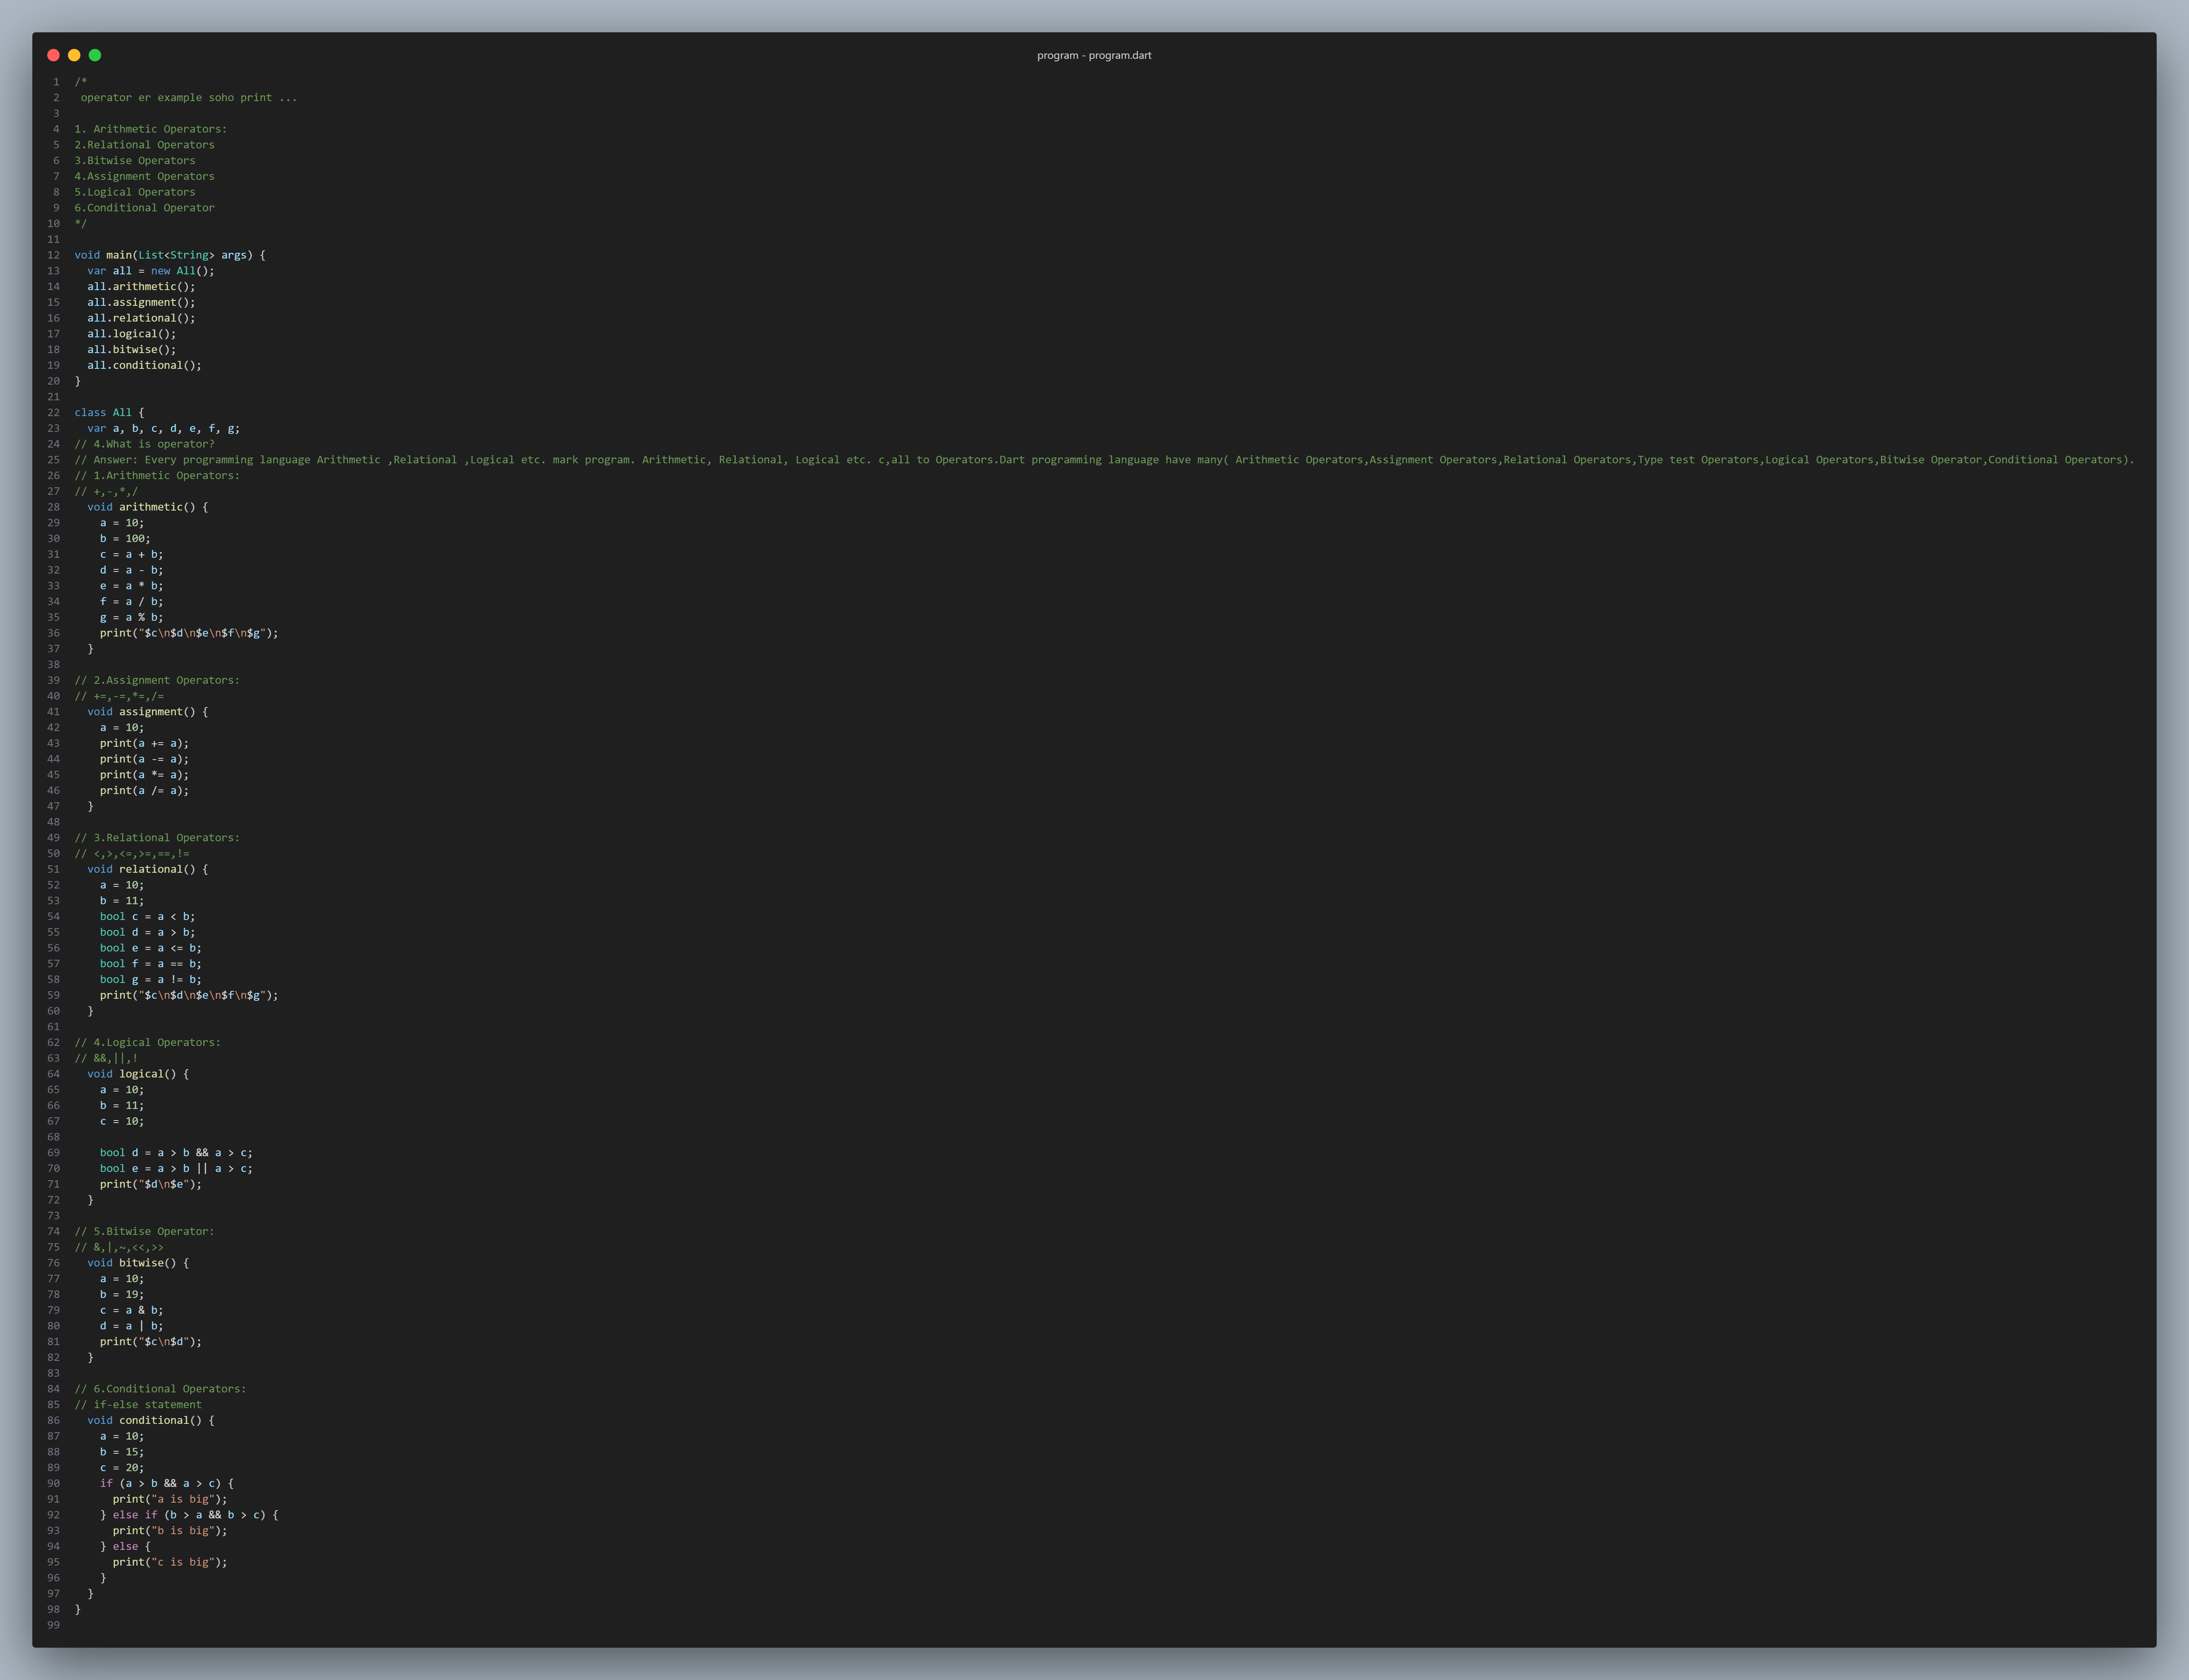 program - program.dart
1 /*
2  operator er example soho print ...
3
4 1. Arithmetic Operators:
5 2.Relational Operators
6 3.Bitwise Operators
7 4.Assignment Operators
8 5.Logical Operators
9 6.Conditional Operator
10 */
11
12 void main(List<String> args) {
13   var all = new All();
14   all.arithmetic();
15   all.assignment();
16   all.relational();
17   all.logical();
18   all.bitwise();
19   all.conditional();
20 }
21
22 class All {
23   var a, b, c, d, e, f, g;
24 // 4.What is operator?
25 // Answer: Every programming language Arithmetic ,Relational ,Logical etc. mark program. Arithmetic, Relational, Logical etc. c,all to Operators.Dart programming language have many( Arithmetic Operators,Assignment Operators,Relational Operators,Type test Operators,Logical Operators,Bitwise Operator,Conditional Operators).
26 // 1.Arithmetic Operators:
27 // +,-,*,/
28   void arithmetic() {
29     a = 10;
30     b = 100;
31     c = a + b;
32     d = a - b;
33     e = a * b;
34     f = a / b;
35     g = a % b;
36     print("$c\n$d\n$e\n$f\n$g");
37   }
38
39 // 2.Assignment Operators:
40 // +=,-=,*=,/=
41   void assignment() {
42     a = 10;
43     print(a += a);
44     print(a -= a);
45     print(a *= a);
46     print(a /= a);
47   }
48
49 // 3.Relational Operators:
50 // <,>,<=,>=,==,!=
51   void relational() {
52     a = 10;
53     b = 11;
54     bool c = a < b;
55     bool d = a > b;
56     bool e = a <= b;
57     bool f = a == b;
58     bool g = a != b;
59     print("$c\n$d\n$e\n$f\n$g");
60   }
61
62 // 4.Logical Operators:
63 // &&,||,!
64   void logical() {
65     a = 10;
66     b = 11;
67     c = 10;
68
69     bool d = a > b && a > c;
70     bool e = a > b || a > c;
71     print("$d\n$e");
72   }
73
74 // 5.Bitwise Operator:
75 // &,|,~,<<,>>
76   void bitwise() {
77     a = 10;
78     b = 19;
79     c = a & b;
80     d = a | b;
81     print("$c\n$d");
82   }
83
84 // 6.Conditional Operators:
85 // if-else statement
86   void conditional() {
87     a = 10;
88     b = 15;
89     c = 20;
90     if (a > b && a > c) {
91       print("a is big");
92     } else if (b > a && b > c) {
93       print("b is big");
94     } else {
95       print("c is big");
96     }
97   }
98 }
99